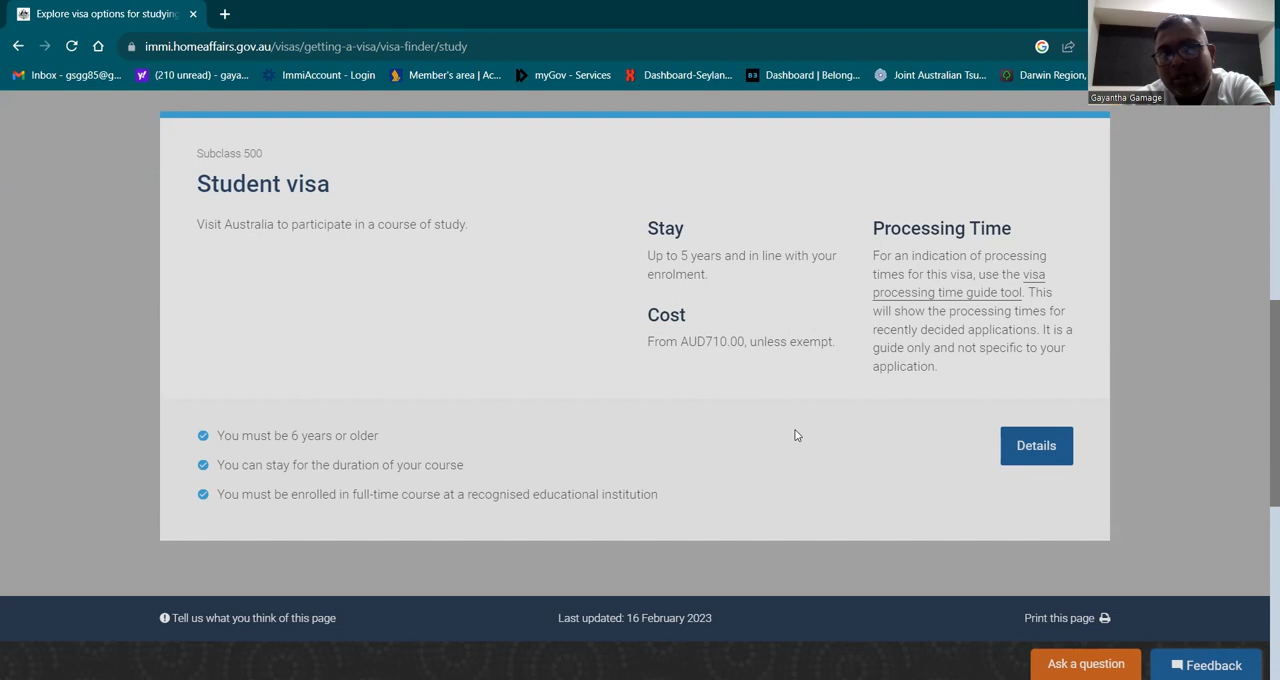 Explore visa options for studying
immi.homeaffairs.gov.au/visas/getting-a-visa/visa-finder/study
Inbox - gsgg85@g... (210 unread) - gaya... ImmiAccount - Login Member's area | Ac... myGov - Services Dashboard-Seylan... Dashboard | Belong... Joint Australian Tsu... Darwin Region,
Gayantha Gamage
Subclass 500
Student visa
Visit Australia to participate in a course of study.
Stay
Up to 5 years and in line with your
enrolment.
Cost
From AUD710.00, unless exempt.
Processing Time
For an indication of processing
times for this visa, use the visa
processing time guide tool. This
will show the processing times for
recently decided applications. It is a
guide only and not specific to your
application.
You must be 6 years or older
You can stay for the duration of your course
You must be enrolled in full-time course at a recognised educational institution
Details
Tell us what you think of this page
Last updated: 16 February 2023
Print this page
Ask a question
Feedback